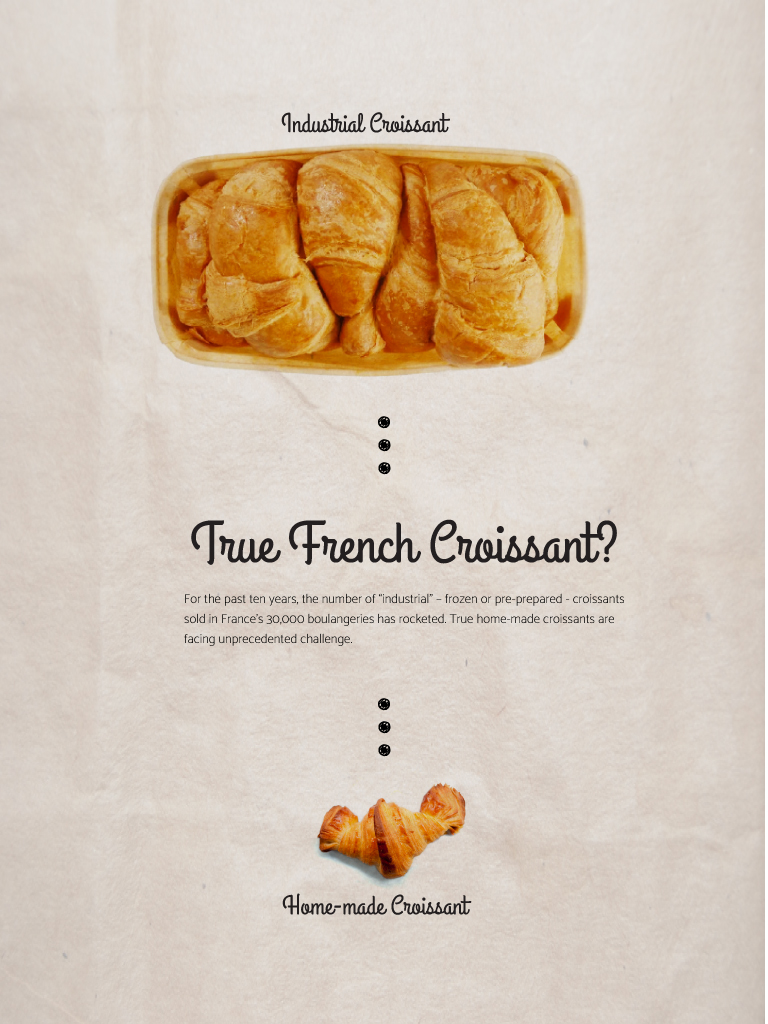 Industrial Croissant
True French Croissant?
For the past ten years, the number of “industrial” – frozen or pre-prepared - croissants
sold in France’s 30,000 boulangeries has rocketed. True home-made croissants are
facing unprecedented challenge.
Home-made Croissant